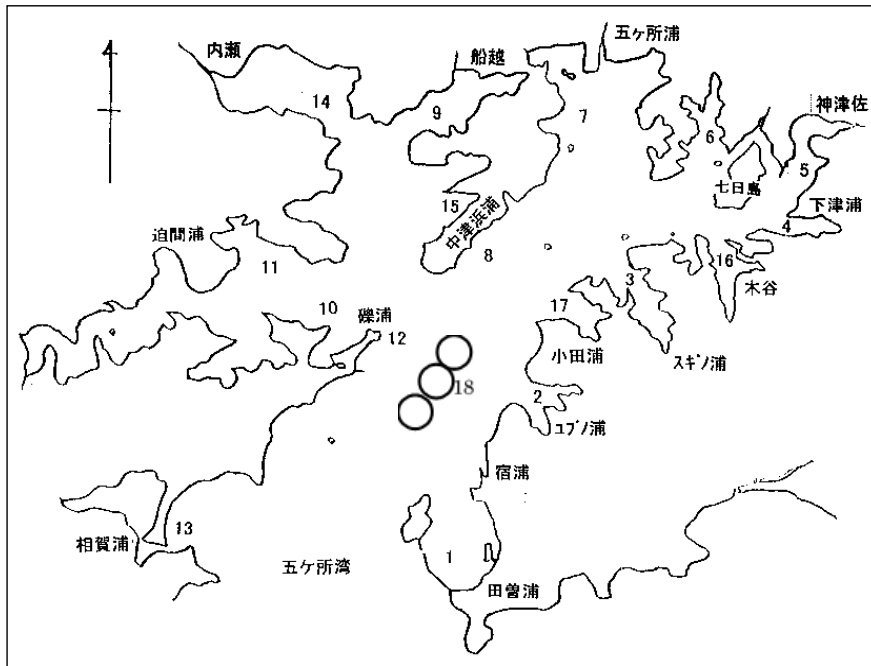 五ヶ所浦
4
内瀬
船越
14
9
7
神津佐
6
5
七日島
下津浦
15
中津浜浦
4
迫間浦
8
16
11
3
木谷
10
礁浦
17
12
小田浦
スギノ浦
18
2
ユブノ浦
宿浦
13
相賀浦
1
五ケ所湾
田曽浦